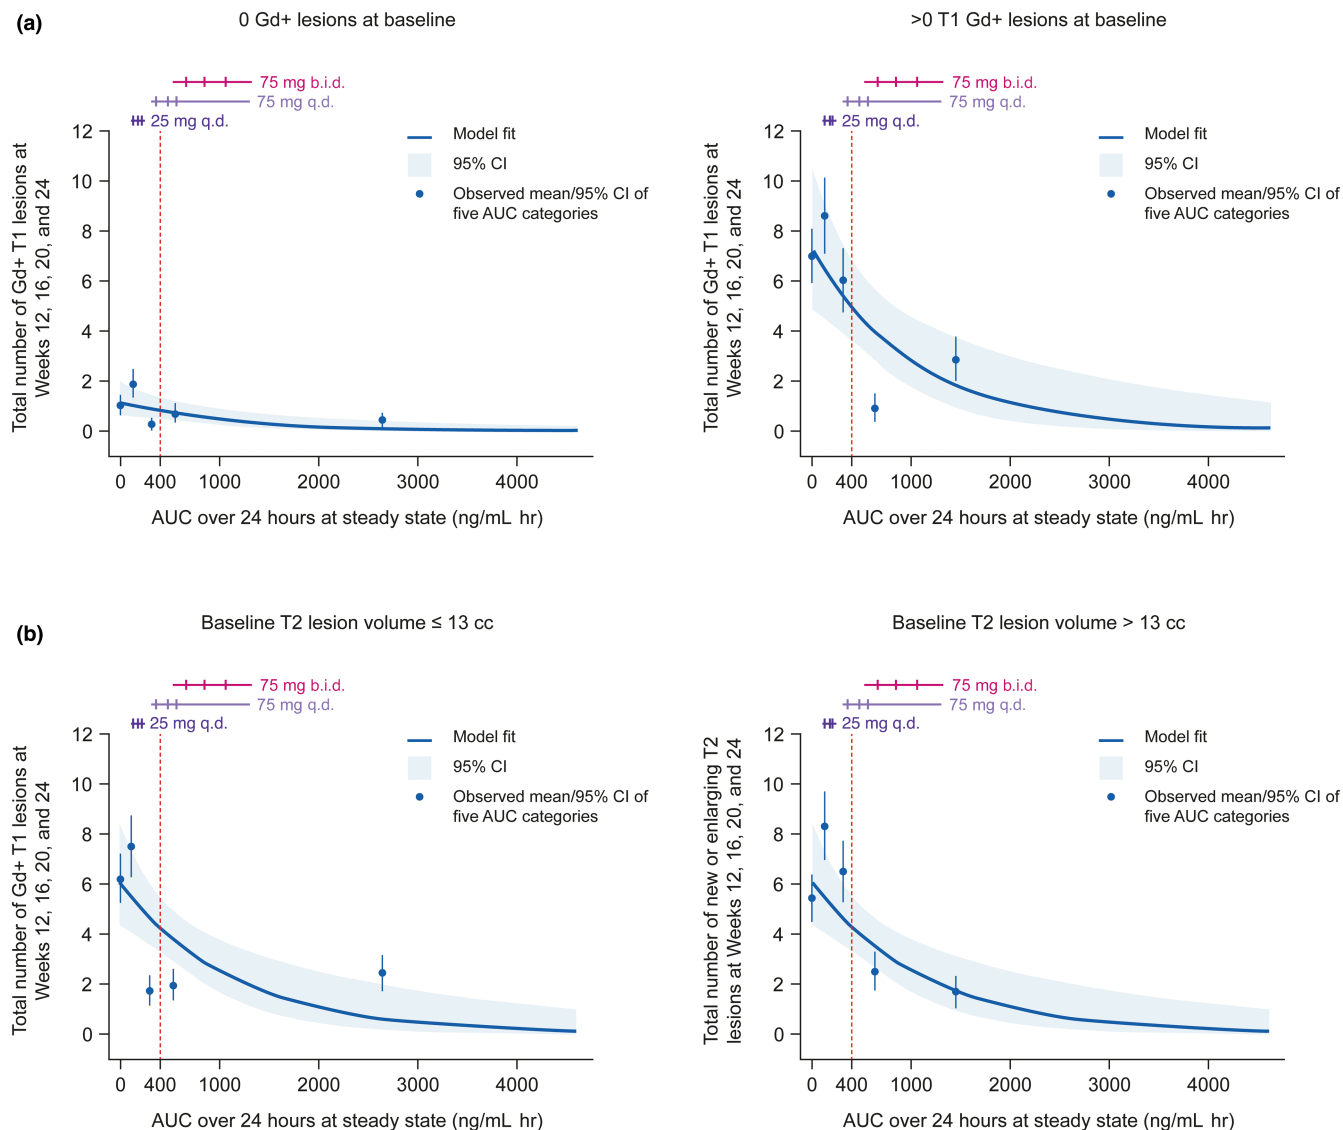 (a)
0 Gd+ lesions at baseline
75 mg b.i.d.
75 mg q.d.
25 mg q.d.
12
10
8
6
4
2
0
Total number of Gd+ T1 lesions at
Weeks 12, 16, 20, and 24
Model fit
95% CI
Observed mean/95% CI of
five AUC categories
0 400 1000 2000 3000 4000
AUC over 24 hours at steady state (ng/mL hr)
>0 T1 Gd+ lesions at baseline
75 mg b.i.d.
75 mg q.d.
25 mg q.d.
12
10
8
6
4
2
0
Total number of Gd+ T1 lesions at
Weeks 12, 16, 20, and 24
Model fit
95% CI
Observed mean/95% CI of
five AUC categories
0 400 1000 2000 3000 4000
AUC over 24 hours at steady state (ng/mL hr)
(b)
Baseline T2 lesion volume ≤ 13 cc
75 mg b.i.d.
75 mg q.d.
25 mg q.d.
12
10
8
6
4
2
0
Total number of Gd+ T1 lesions at
Weeks 12, 16, 20, and 24
Model fit
95% CI
Observed mean/95% CI of
five AUC categories
0 400 1000 2000 3000 4000
AUC over 24 hours at steady state (ng/mL hr)
Baseline T2 lesion volume > 13 cc
75 mg b.i.d.
75 mg q.d.
25 mg q.d.
12
10
8
6
4
2
0
Total number of new or enlarging T2
lesions at Weeks 12, 16, 20, and 24
Model fit
95% CI
Observed mean/95% CI of
five AUC categories
0 400 1000 2000 3000 4000
AUC over 24 hours at steady state (ng/mL hr)